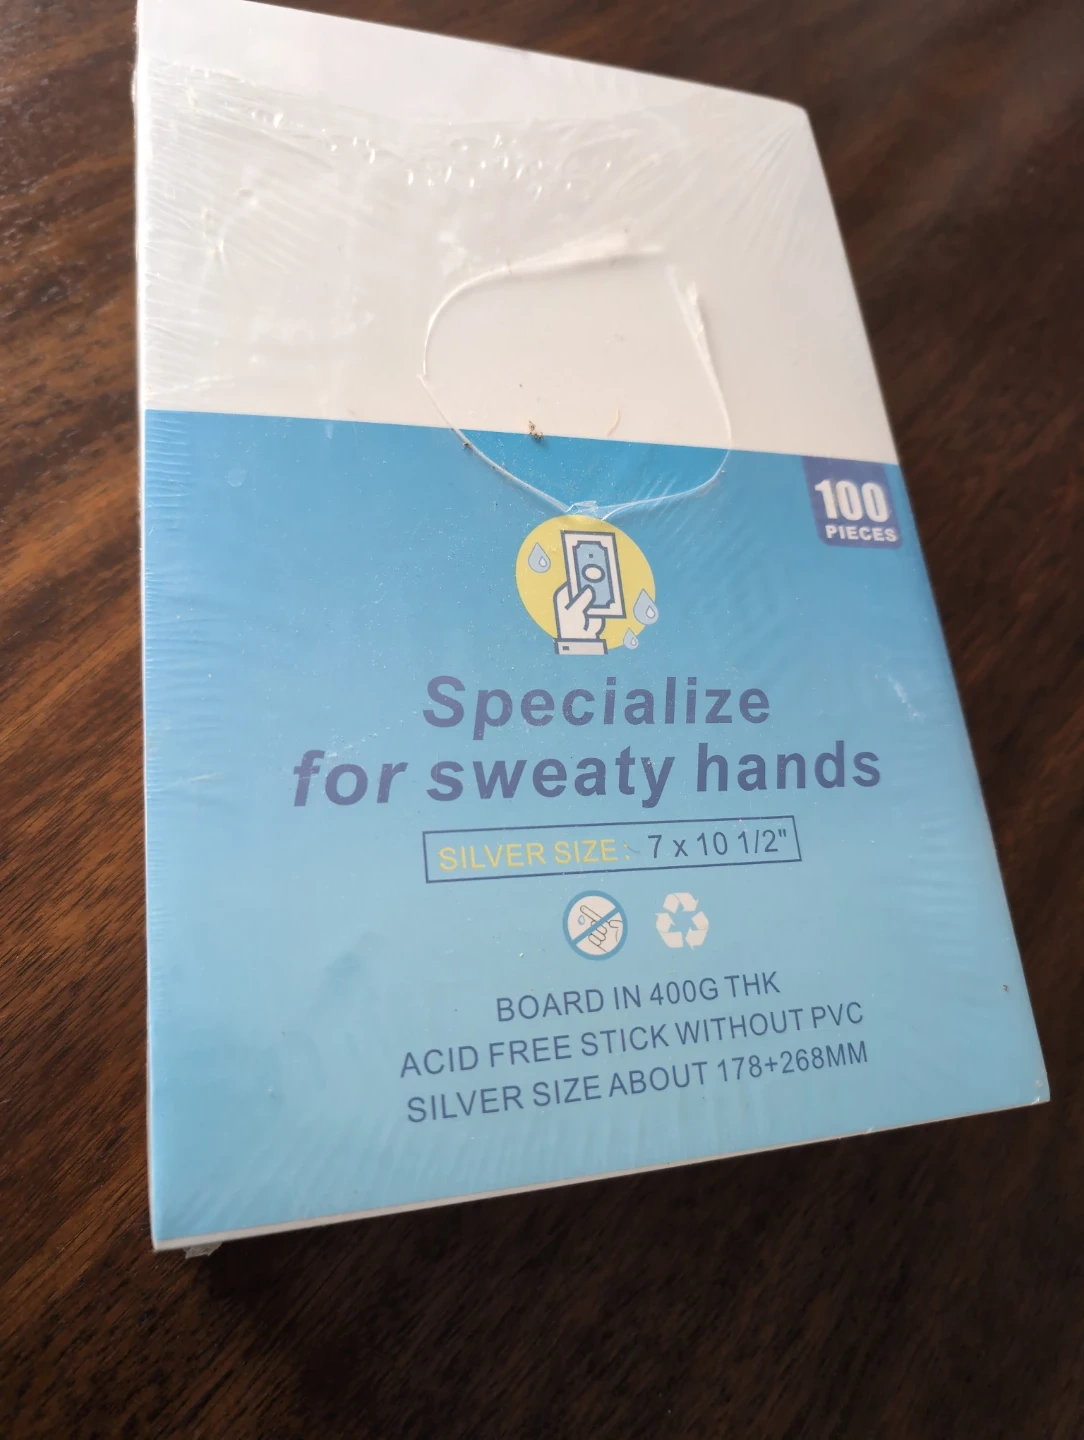 100
PIECES
Specialize
for sweaty hands
SILVER SIZE: 7 x 10 1/2"
BOARD IN 400G THK
ACID FREE STICK WITHOUT PVC
SILVER SIZE ABOUT 178+268MM